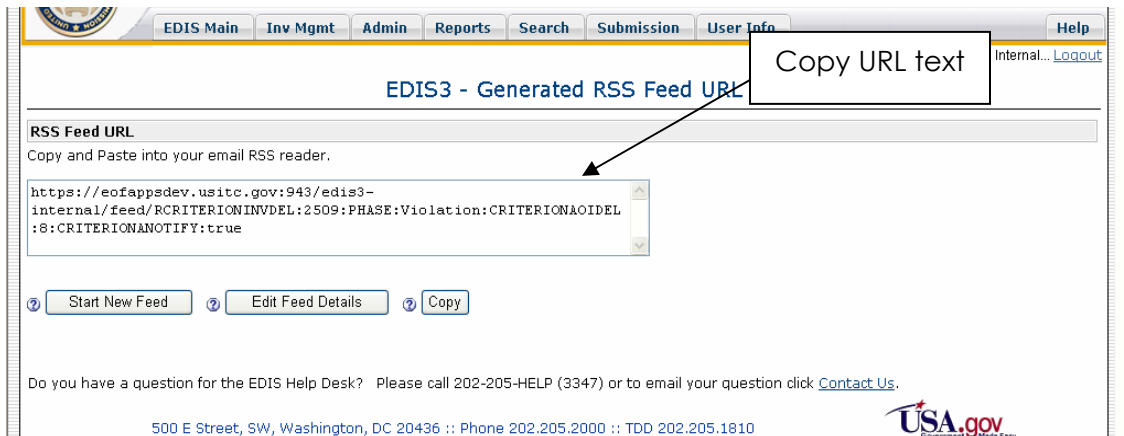 EDIS Main Inv Mgmt Admin Reports Search Submission User Info Help
Copy URL text
Internal... Logout
EDIS3 - Generated RSS Feed URL
RSS Feed URL
Copy and Paste into your email RSS reader.
https://eofappsdev.usitc.gov:943/edis3-
internal/feed/RCRITERIONINVDEL:2509:PHASE:Violation:CRITERIONAOIDEL
:8:CRITERIONANOTIFY:true
Start New Feed Edit Feed Details Copy
Do you have a question for the EDIS Help Desk? Please call 202-205-HELP (3347) or to email your question click Contact Us.
500 E Street, SW, Washington, DC 20436 :: Phone 202.205.2000 :: TDD 202.205.1810
USA.gov